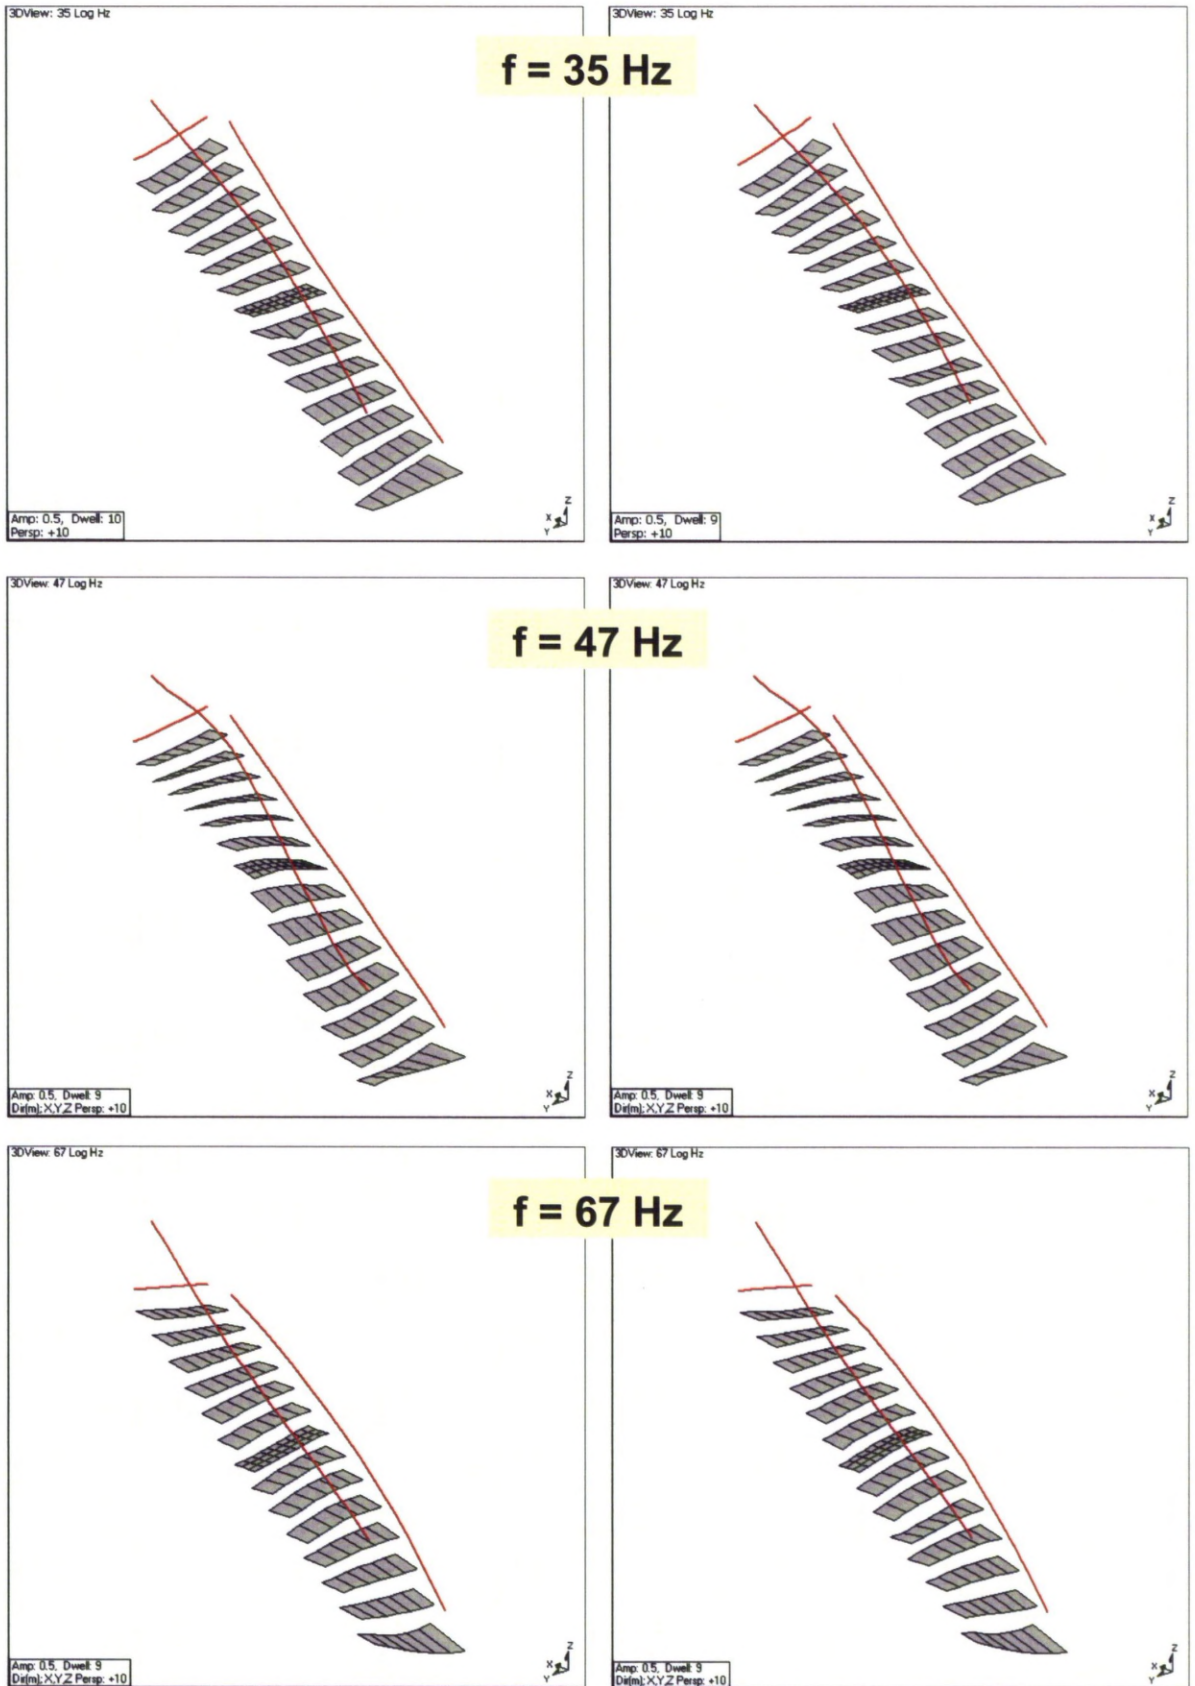 3DView: 35 Log Hz
3DView: 35 Log Hz
f = 35 Hz
Z
X
Y
Z
X
Y
Amp: 0.5, Dwell: 10
Persp: +10
Amp: 0.5, Dwell: 9
Persp: +10
3DView: 47 Log Hz
3DView: 47 Log Hz
f = 47 Hz
Z
X
Y
Z
X
Y
Amp: 0.5, Dwell: 9
Dir(m);X,Y,Z Persp: +10
Amp: 0.5, Dwell: 9
Dir(m);X,Y,Z Persp: +10
3DView: 67 Log Hz
3DView: 67 Log Hz
f = 67 Hz
Z
X
Y
Z
X
Y
Amp: 0.5, Dwell: 9
Dir(m);X,Y,Z Persp: +10
Amp: 0.5, Dwell: 9
Dir(m);X,Y,Z Persp: +10